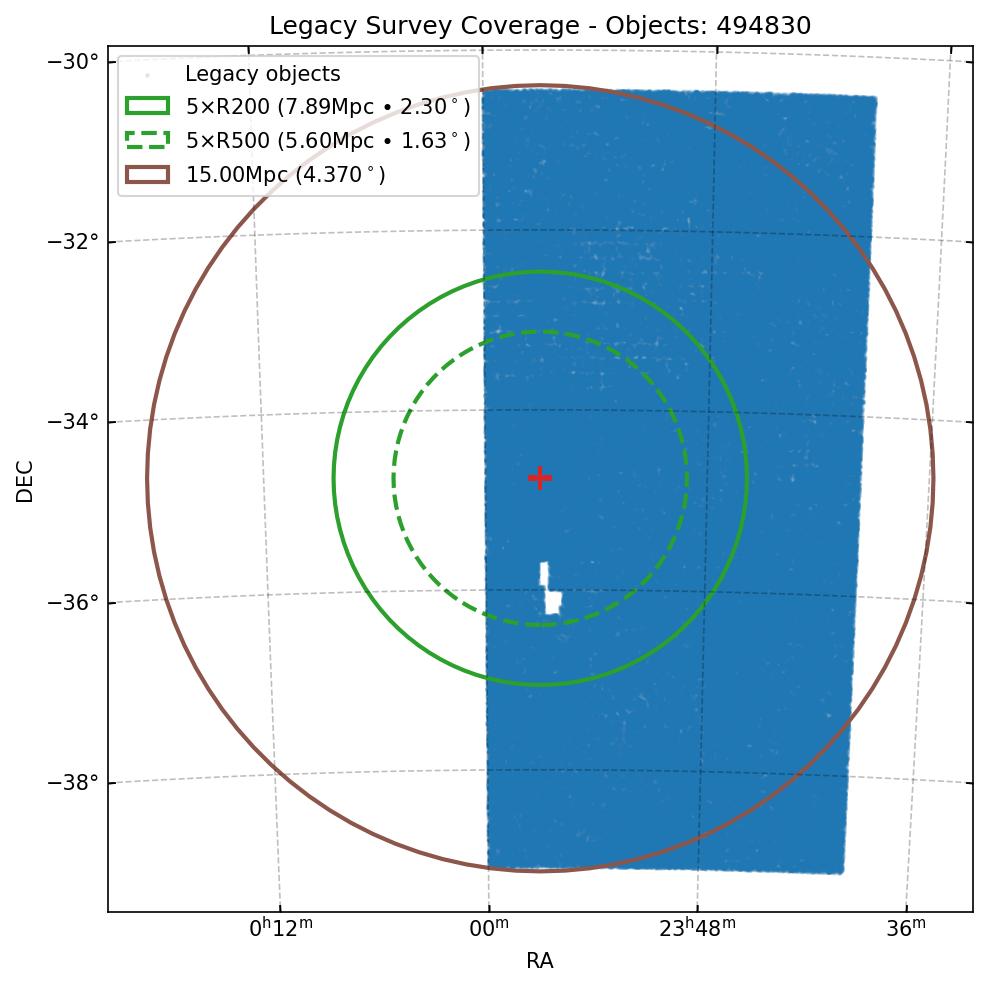 Legacy Survey Coverage - Objects: 494830
Legacy objects
5×R200 (7.89Mpc • 2.30°)
5×R500 (5.60Mpc • 1.63°)
15.00Mpc (4.370°)
−30°
−32°
−34°
−36°
−38°
DEC
0ʰ12ᵐ 00ᵐ 23ʰ48ᵐ 36ᵐ
RA